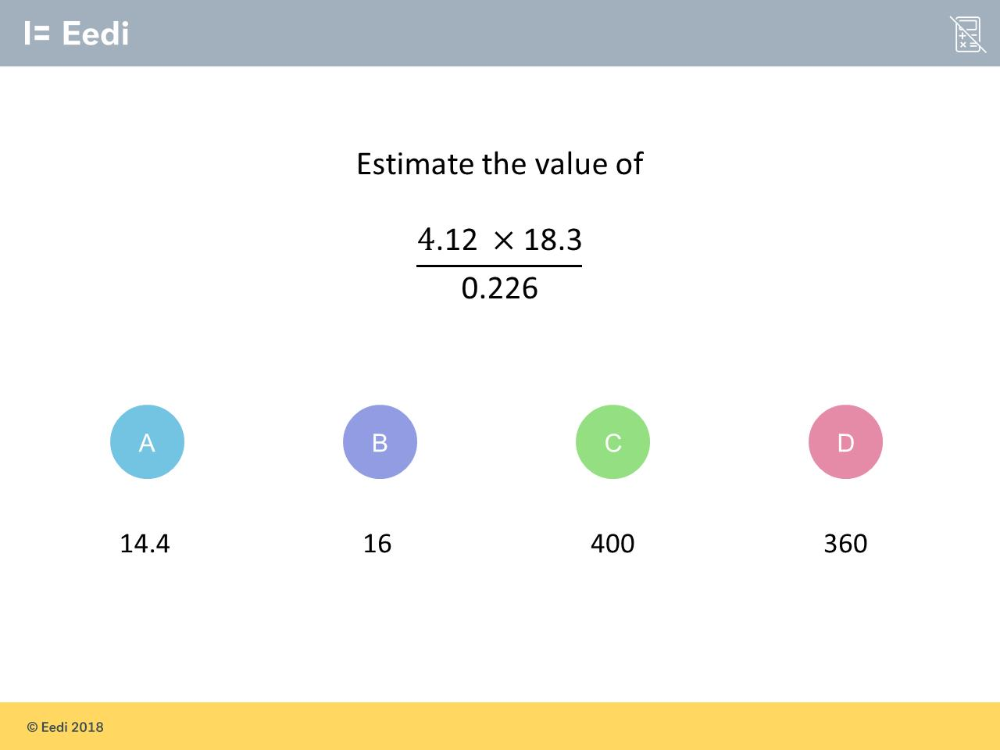 Eedi
Estimate the value of
4.12 × 18.3
0.226
A
B
C
D
14.4
16
400
360
© Eedi 2018